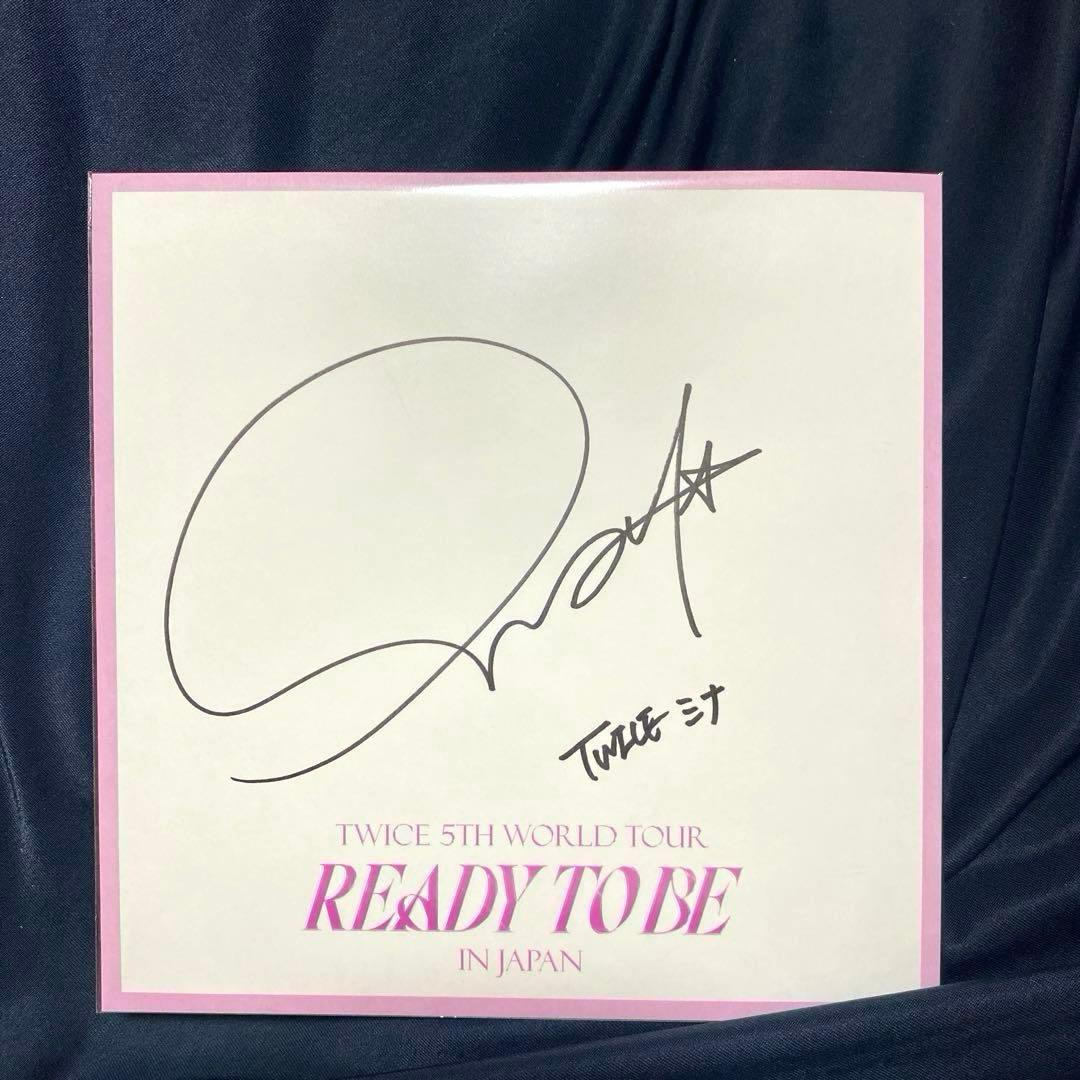 TWICE ミナ
TWICE 5TH WORLD TOUR
READY TO BE
IN JAPAN